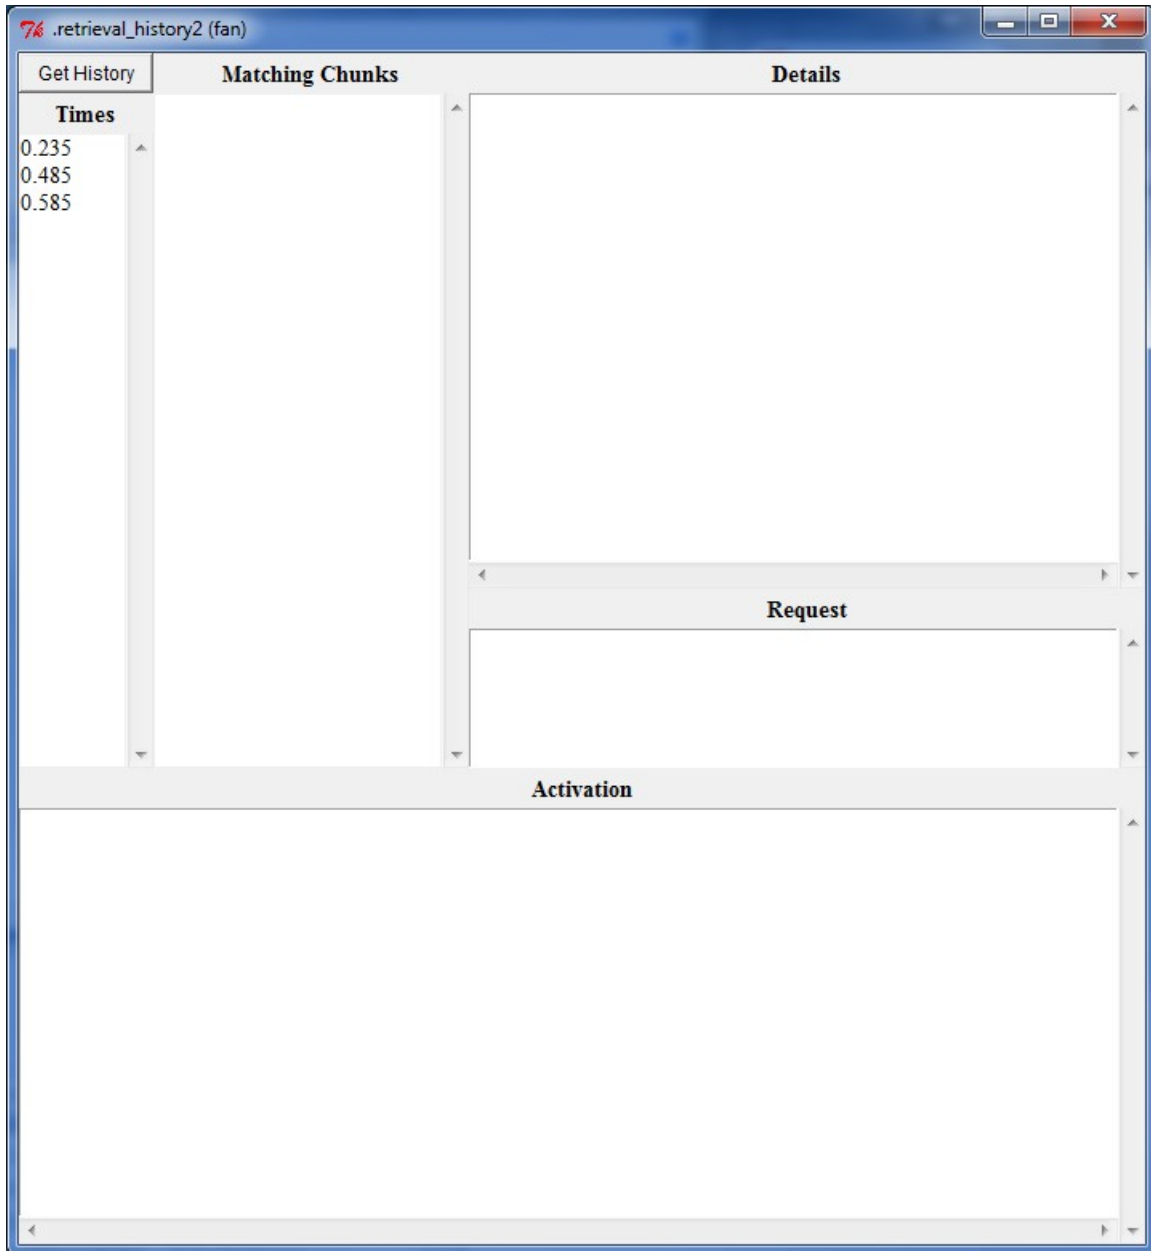 .retrieval_history2 (fan)
Get History
Matching Chunks
Details
Times
0.235
0.485
0.585
Request
Activation